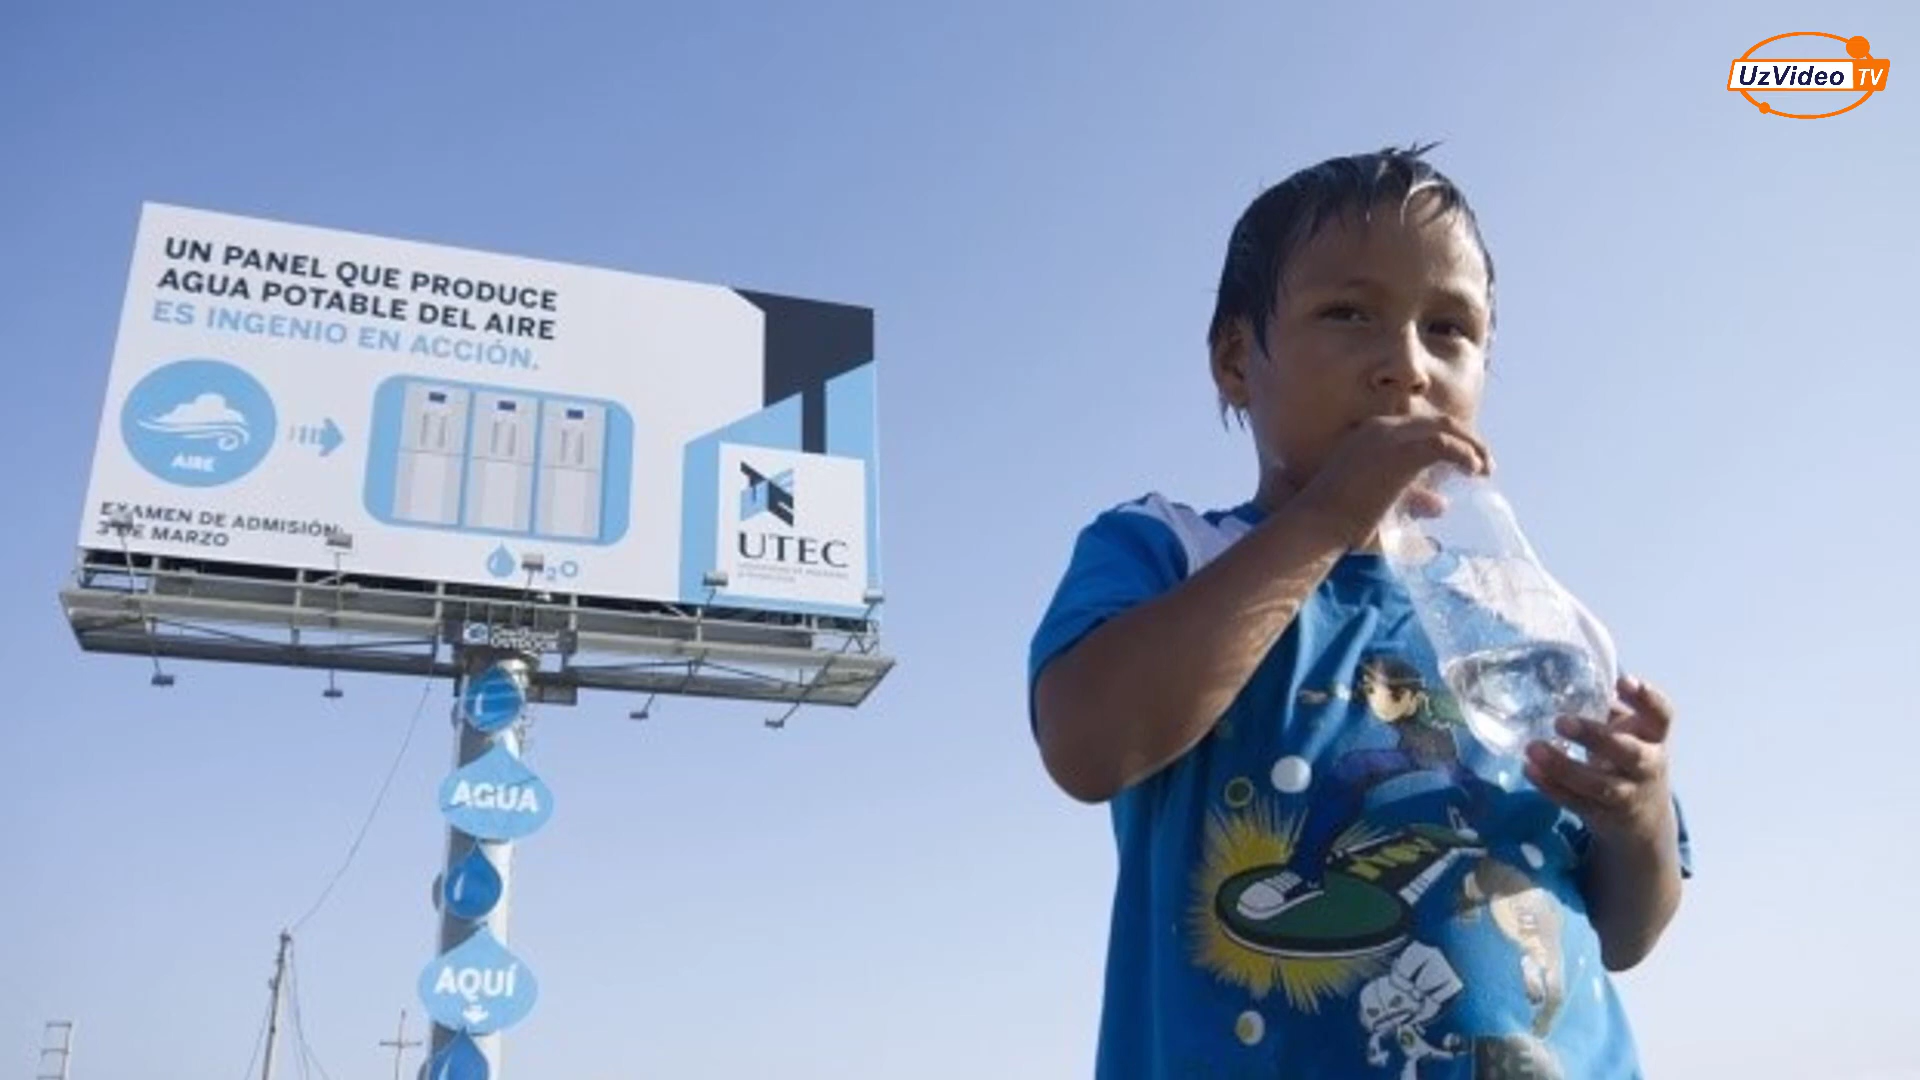 UzVideo TV
UN PANEL QUE PRODUCE
AGUA POTABLE DEL AIRE
ES INGENIO EN ACCIÓN.
AIRE
EXAMEN DE ADMISIÓN:
3 DE MARZO
H₂O
UTEC
OUTDOOR
AGUA
AQUÍ